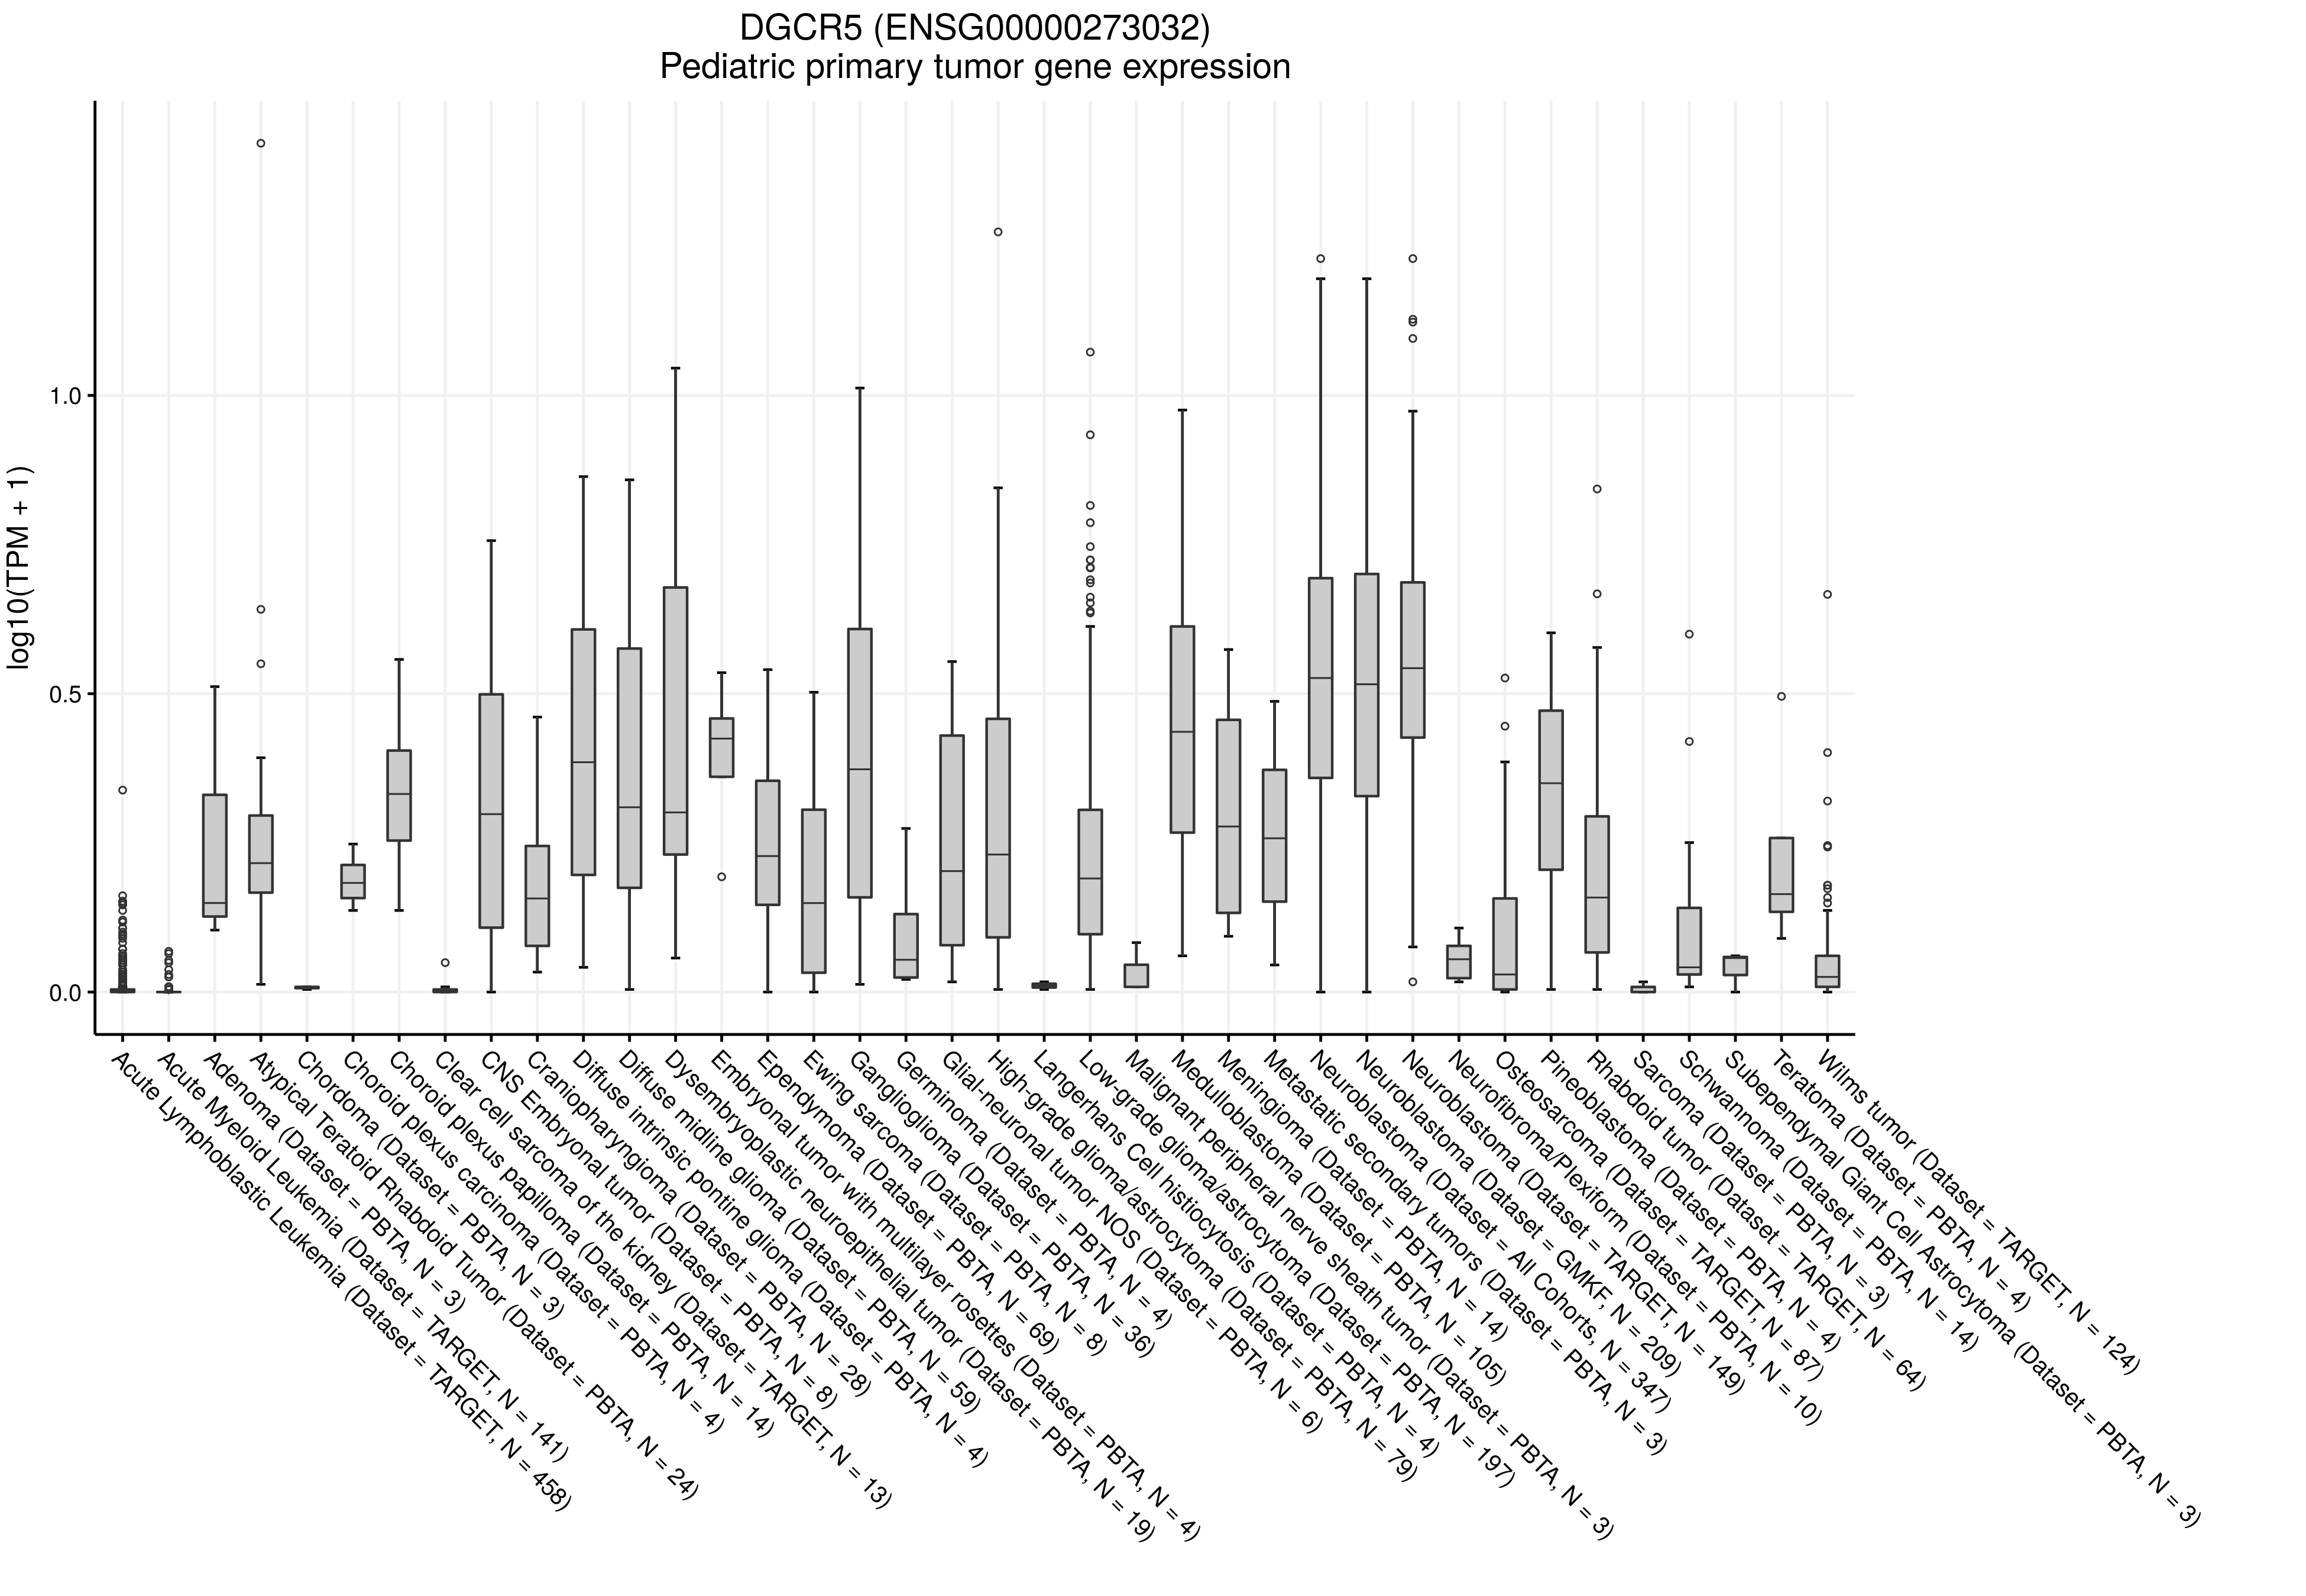 DGCR5 (ENSG00000273032)
Pediatric primary tumor gene expression
log10(TPM + 1)
1.0
0.5
0.0
Acute Lymphoblastic Leukemia (Dataset = TARGET, N = 458)
Acute Myeloid Leukemia (Dataset = TARGET, N = 141)
Adenoma (Dataset = PBTA, N = 3)
Atypical Teratoid Rhabdoid Tumor (Dataset = PBTA, N = 24)
Chordoma (Dataset = PBTA, N = 3)
Choroid plexus carcinoma (Dataset = PBTA, N = 4)
Choroid plexus papilloma (Dataset = PBTA, N = 14)
Clear cell sarcoma of the kidney (Dataset = TARGET, N = 13)
CNS Embryonal tumor (Dataset = PBTA, N = 8)
Craniopharyngioma (Dataset = PBTA, N = 28)
Diffuse intrinsic pontine glioma (Dataset = PBTA, N = 4)
Diffuse midline glioma (Dataset = PBTA, N = 59)
Dysembryoplastic neuroepithelial tumor (Dataset = PBTA, N = 19)
Embryonal tumor with multilayer rosettes (Dataset = PBTA, N = 4)
Ependymoma (Dataset = PBTA, N = 69)
Ewing sarcoma (Dataset = PBTA, N = 8)
Ganglioglioma (Dataset = PBTA, N = 36)
Germinoma (Dataset = PBTA, N = 4)
Glial-neuronal tumor NOS (Dataset = PBTA, N = 6)
High-grade glioma/astrocytoma (Dataset = PBTA, N = 79)
Langerhans Cell histiocytosis (Dataset = PBTA, N = 4)
Low-grade glioma/astrocytoma (Dataset = PBTA, N = 197)
Malignant peripheral nerve sheath tumor (Dataset = PBTA, N = 3)
Medulloblastoma (Dataset = PBTA, N = 105)
Meningioma (Dataset = PBTA, N = 14)
Metastatic secondary tumors (Dataset = PBTA, N = 3)
Neuroblastoma (Dataset = All Cohorts, N = 347)
Neuroblastoma (Dataset = GMKF, N = 209)
Neuroblastoma (Dataset = TARGET, N = 149)
Neurofibroma/Plexiform (Dataset = PBTA, N = 10)
Osteosarcoma (Dataset = TARGET, N = 87)
Pineoblastoma (Dataset = PBTA, N = 4)
Rhabdoid tumor (Dataset = TARGET, N = 64)
Sarcoma (Dataset = PBTA, N = 3)
Schwannoma (Dataset = PBTA, N = 14)
Subependymal Giant Cell Astrocytoma (Dataset = PBTA, N = 3)
Teratoma (Dataset = PBTA, N = 4)
Wilms tumor (Dataset = TARGET, N = 124)